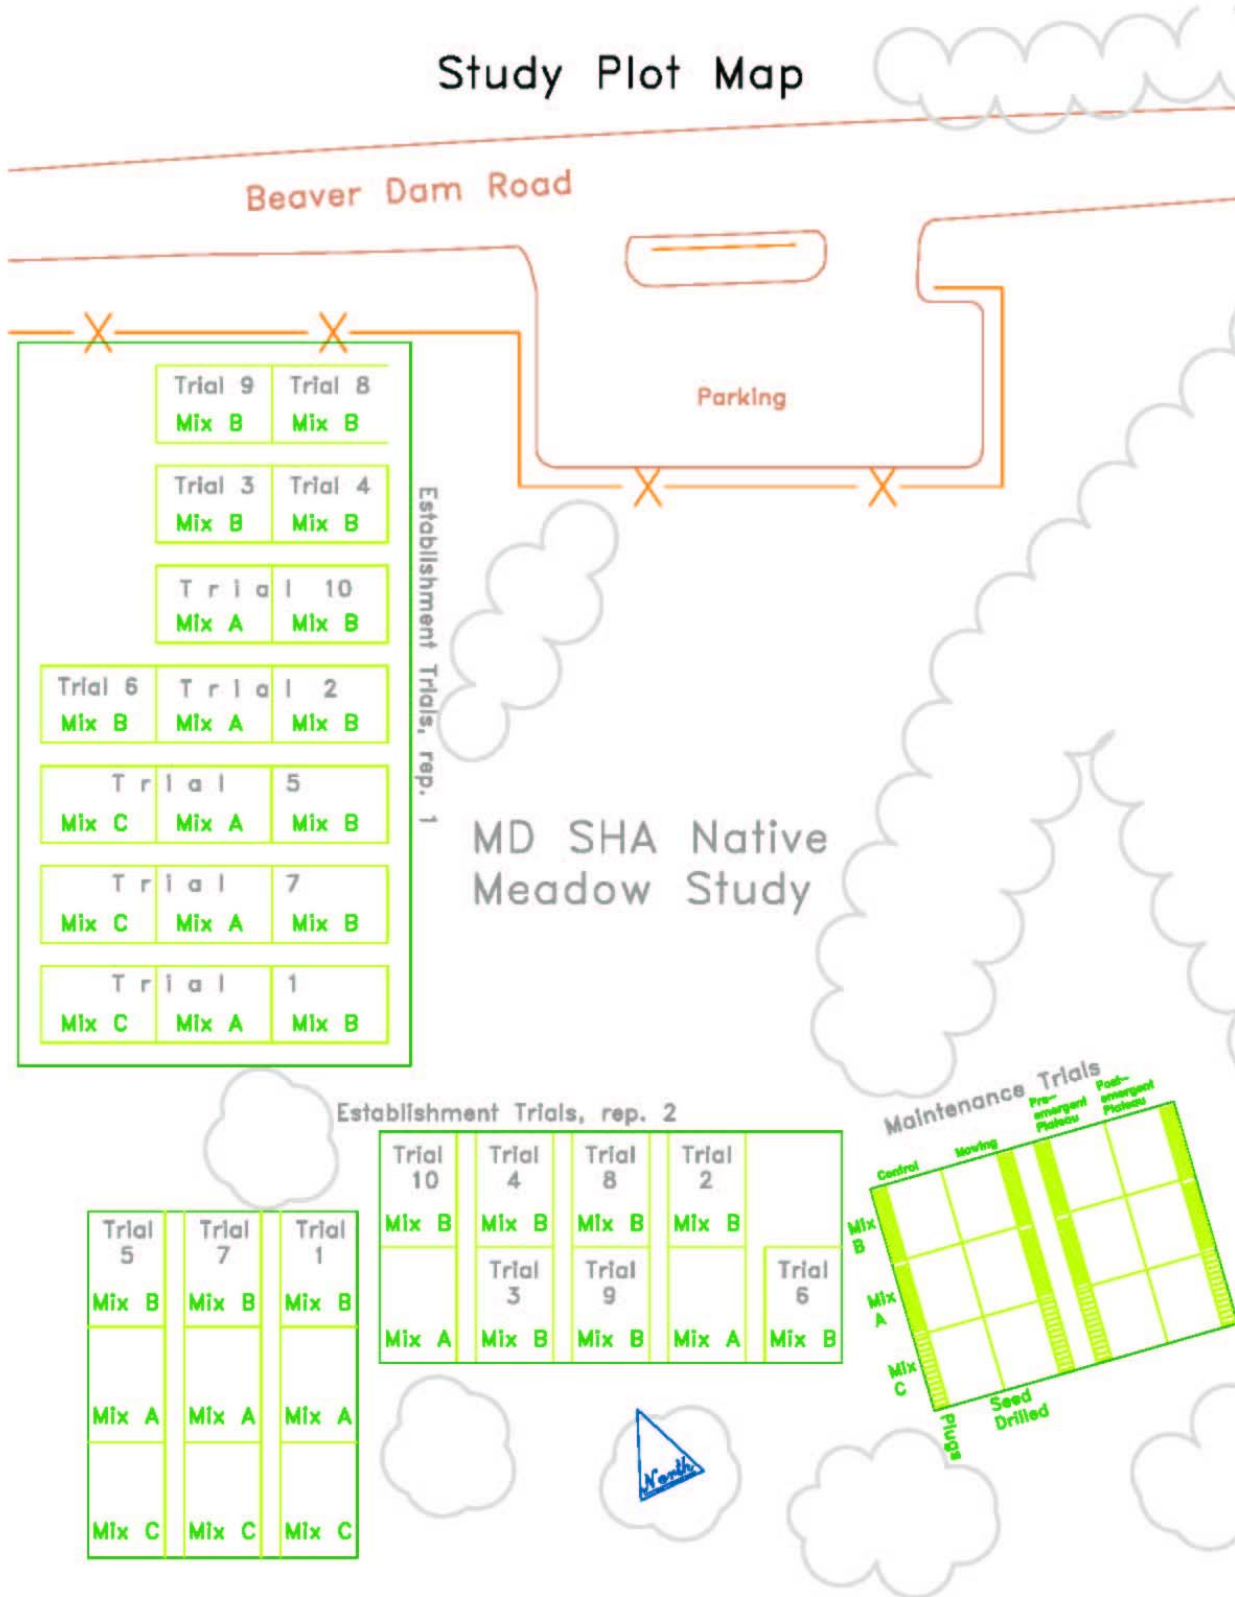 Study Plot Map
Beaver Dam Road
Parking
Trial 9 Trial 8
Mix B Mix B
Trial 3 Trial 4
Mix B Mix B
Trial 10
Mix A Mix B
Trial 6 Trial 2
Mix B Mix A Mix B
Trial 5
Mix C Mix A Mix B
Trial 7
Mix C Mix A Mix B
Trial 1
Mix C Mix A Mix B
Establishment Trials, rep. 1
MD SHA Native
Meadow Study
Establishment Trials, rep. 2
Trial Trial Trial Trial
10 4 8 2
Mix B Mix B Mix B Mix B
Trial Trial Trial
3 9 6
Mix A Mix B Mix B Mix A Mix B
Trial Trial Trial
5 7 1
Mix B Mix B Mix B
Mix A Mix A Mix A
Mix C Mix C Mix C
Maintenance Trials
Control
Mowing
Pre-
emergent
Plateau
Post-
emergent
Plateau
Mix
B
Mix
A
Mix
C
Plugs
Seed
Drilled
North